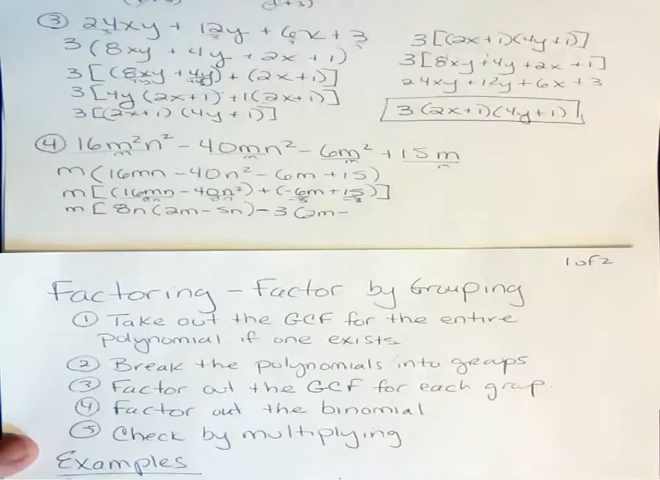 ③ 24xy + 12y + 6x + 3
3 (8xy + 4y + 2x + 1)
3 [(8xy + 4y) + (2x + 1)]
3 [4y (2x+1) + 1(2x+1)]
3 [(2x+1) (4y+1)]
3 [(2x+1)(4y+1)]
3 [8xy + 4y + 2x + 1]
24xy + 12y + 6x + 3
3 (2x+1)(4y+1)
④ 16m²n² - 40mn² - 6m² + 15m
m (16mn - 40n² - 6m + 15)
m [(16mn - 40n²) + (-6m + 15)]
m [8n (2m - 5n) - 3 (2m -
1 of 2
Factoring - Factor by Grouping
① Take out the GCF for the entire
polynomial if one exists.
② Break the polynomials into groups
③ Factor out the GCF for each group.
④ Factor out the binomial
⑤ Check by multiplying
Examples